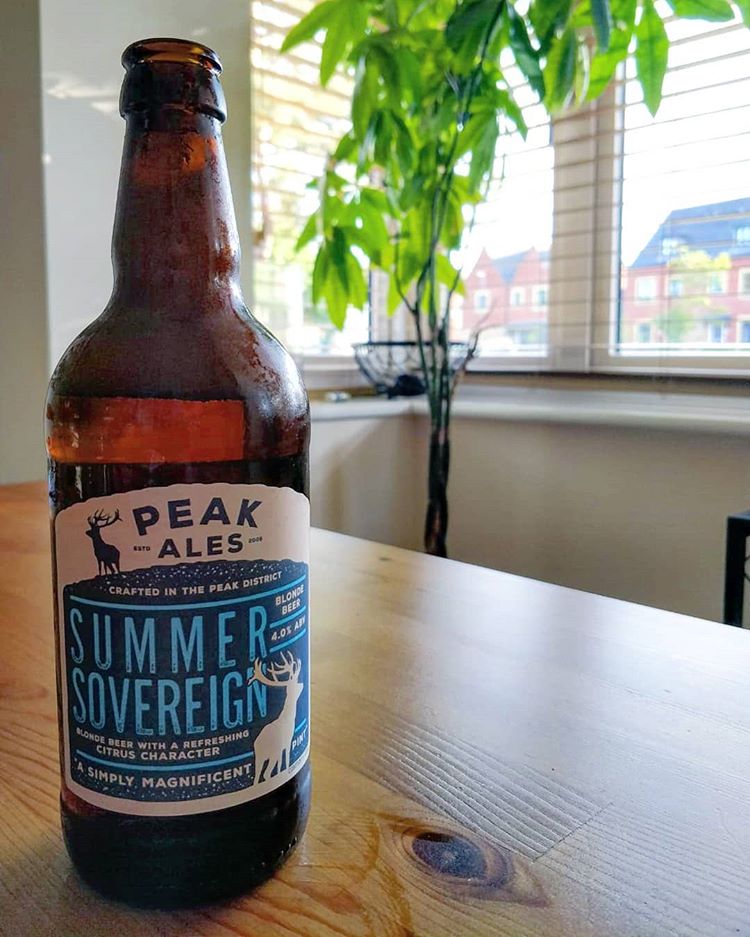 PEAK
ESTD ALES 2005
CRAFTED IN THE PEAK DISTRICT
SUMMER
SOVEREIGN
BLONDE
BEER
4.0% ABV
BLONDE BEER WITH A REFRESHING
CITRUS CHARACTER
"A SIMPLY MAGNIFICENT PINT"